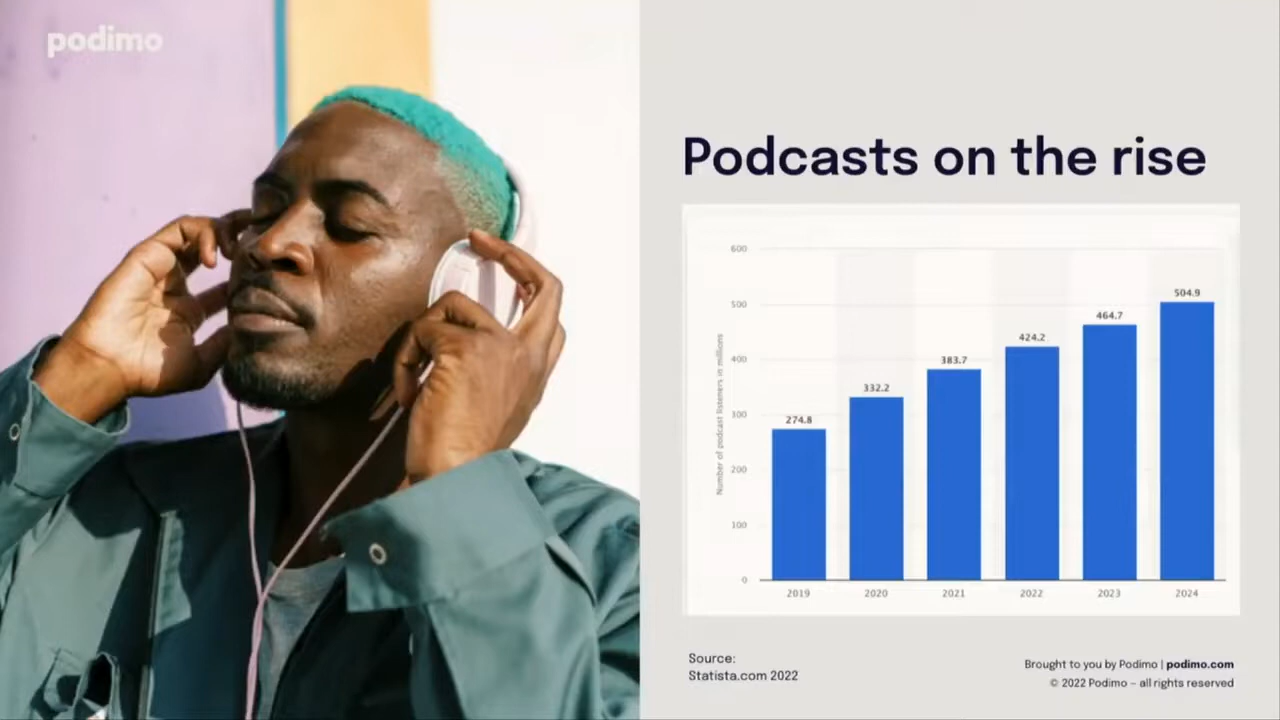 podimo
Podcasts on the rise
600
500
400
300
200
100
0
Number of podcast listeners in millions
274.8
332.2
383.7
424.2
464.7
504.9
2019
2020
2021
2022
2023
2024
Source:
Statista.com 2022
Brought to you by Podimo | podimo.com
© 2022 Podimo – all rights reserved